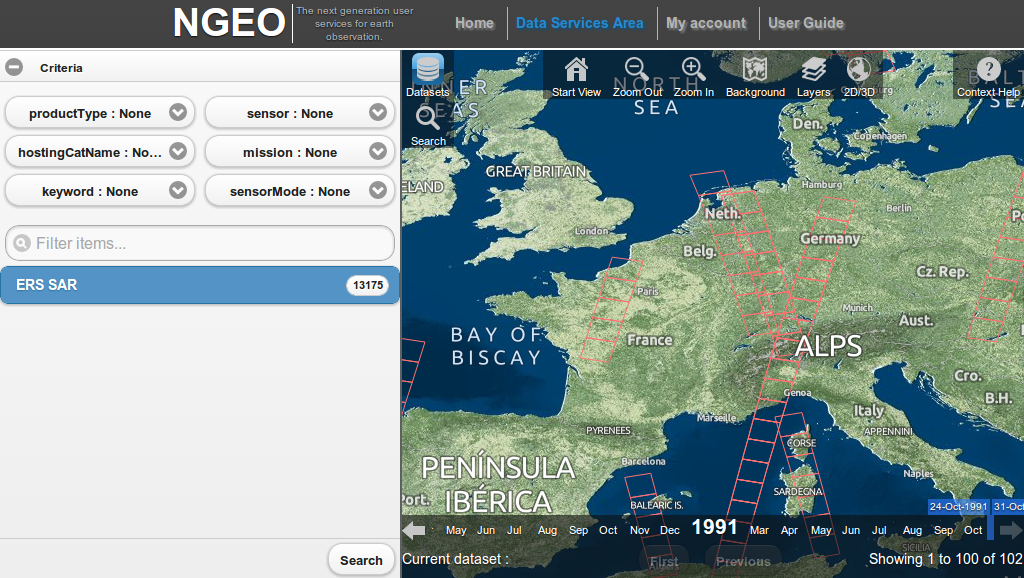 NGEO
The next generation user
services for earth
observation.
Home
Data Services Area
My account
User Guide
Criteria
productType : None
sensor : None
hostingCatName : No...
mission : None
keyword : None
sensorMode : None
Filter items...
ERS SAR
13175
Search
Datasets
Search
Start View
Zoom Out
Zoom In
Background
Layers
2D/3D
Context Help
NORTH
SEA
Den.
Copenhagen
GREAT BRITAIN
ELAND
Hamburg
Berlin
Neth.
London
Germany
Belg.
Cz. Rep.
Paris
Munich
Aust.
BAY OF
BISCAY
France
ALPS
Cro.
Genoa
B.H.
Italy
Marseille
APPENNINI
PYRENEES
CORSE
Barcelona
PENÍNSULA
IBÉRICA
Naples
SARDEGNA
Port.
BALEARIC IS.
24-Oct-1991
31-Oct
May
Jun
Jul
Aug
Sep
Oct
Nov
Dec
1991
Mar
Apr
May
Jun
Jul
Aug
Sep
Oct
SICILIA
Current dataset :
First
Previous
Showing 1 to 100 of 102